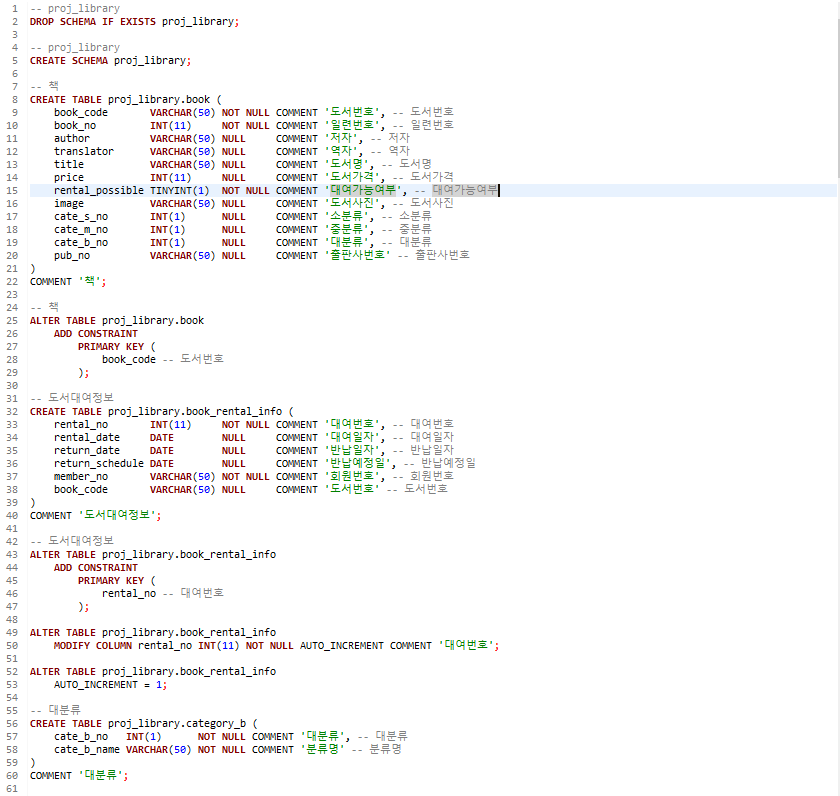 1 -- proj_library
2 DROP SCHEMA IF EXISTS proj_library;
3
4 -- proj_library
5 CREATE SCHEMA proj_library;
6
7 -- 책
8 CREATE TABLE proj_library.book (
9 book_code VARCHAR(50) NOT NULL COMMENT '도서번호', -- 도서번호
10 book_no INT(11) NOT NULL COMMENT '일련번호', -- 일련번호
11 author VARCHAR(50) NULL COMMENT '저자', -- 저자
12 translator VARCHAR(50) NULL COMMENT '역자', -- 역자
13 title VARCHAR(50) NULL COMMENT '도서명', -- 도서명
14 price INT(11) NULL COMMENT '도서가격', -- 도서가격
15 rental_possible TINYINT(1) NOT NULL COMMENT '대여가능여부', -- 대여가능여부
16 image VARCHAR(50) NULL COMMENT '도서사진', -- 도서사진
17 cate_s_no INT(1) NULL COMMENT '소분류', -- 소분류
18 cate_m_no INT(1) NULL COMMENT '중분류', -- 중분류
19 cate_b_no INT(1) NULL COMMENT '대분류', -- 대분류
20 pub_no VARCHAR(50) NULL COMMENT '출판사번호' -- 출판사번호
21 )
22 COMMENT '책';
23
24 -- 책
25 ALTER TABLE proj_library.book
26 ADD CONSTRAINT
27 PRIMARY KEY (
28 book_code -- 도서번호
29 );
30
31 -- 도서대여정보
32 CREATE TABLE proj_library.book_rental_info (
33 rental_no INT(11) NOT NULL COMMENT '대여번호', -- 대여번호
34 rental_date DATE NULL COMMENT '대여일자', -- 대여일자
35 return_date DATE NULL COMMENT '반납일자', -- 반납일자
36 return_schedule DATE NULL COMMENT '반납예정일', -- 반납예정일
37 member_no VARCHAR(50) NOT NULL COMMENT '회원번호', -- 회원번호
38 book_code VARCHAR(50) NULL COMMENT '도서번호' -- 도서번호
39 )
40 COMMENT '도서대여정보';
41
42 -- 도서대여정보
43 ALTER TABLE proj_library.book_rental_info
44 ADD CONSTRAINT
45 PRIMARY KEY (
46 rental_no -- 대여번호
47 );
48
49 ALTER TABLE proj_library.book_rental_info
50 MODIFY COLUMN rental_no INT(11) NOT NULL AUTO_INCREMENT COMMENT '대여번호';
51
52 ALTER TABLE proj_library.book_rental_info
53 AUTO_INCREMENT = 1;
54
55 -- 대분류
56 CREATE TABLE proj_library.category_b (
57 cate_b_no INT(1) NOT NULL COMMENT '대분류', -- 대분류
58 cate_b_name VARCHAR(50) NOT NULL COMMENT '분류명' -- 분류명
59 )
60 COMMENT '대분류';
61